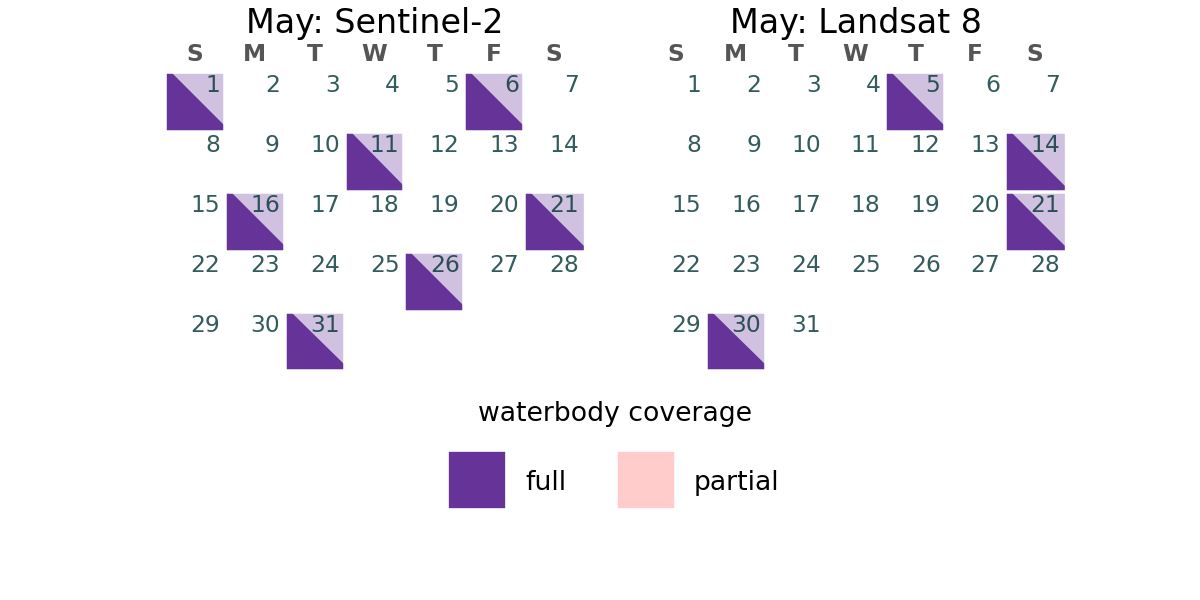 May: Sentinel-2
S M T W T F S
1 2 3 4 5 6 7
8 9 10 11 12 13 14
15 16 17 18 19 20 21
22 23 24 25 26 27 28
29 30 31
May: Landsat 8
S M T W T F S
1 2 3 4 5 6 7
8 9 10 11 12 13 14
15 16 17 18 19 20 21
22 23 24 25 26 27 28
29 30 31
waterbody coverage
full partial